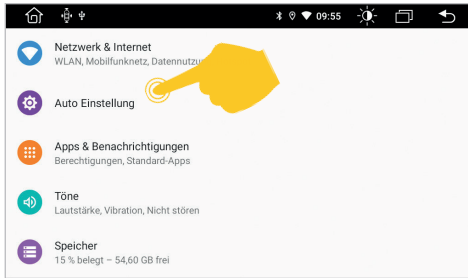 09:55
Netzwerk & Internet
WLAN, Mobilfunknetz,
Auto Einstellung
Apps & Benachrichtigungen
Berechtigungen, Standard-Apps
Töne
Lautstärke, Vibration, Nicht stören
Speicher
15 % belegt – 54,60 GB frei